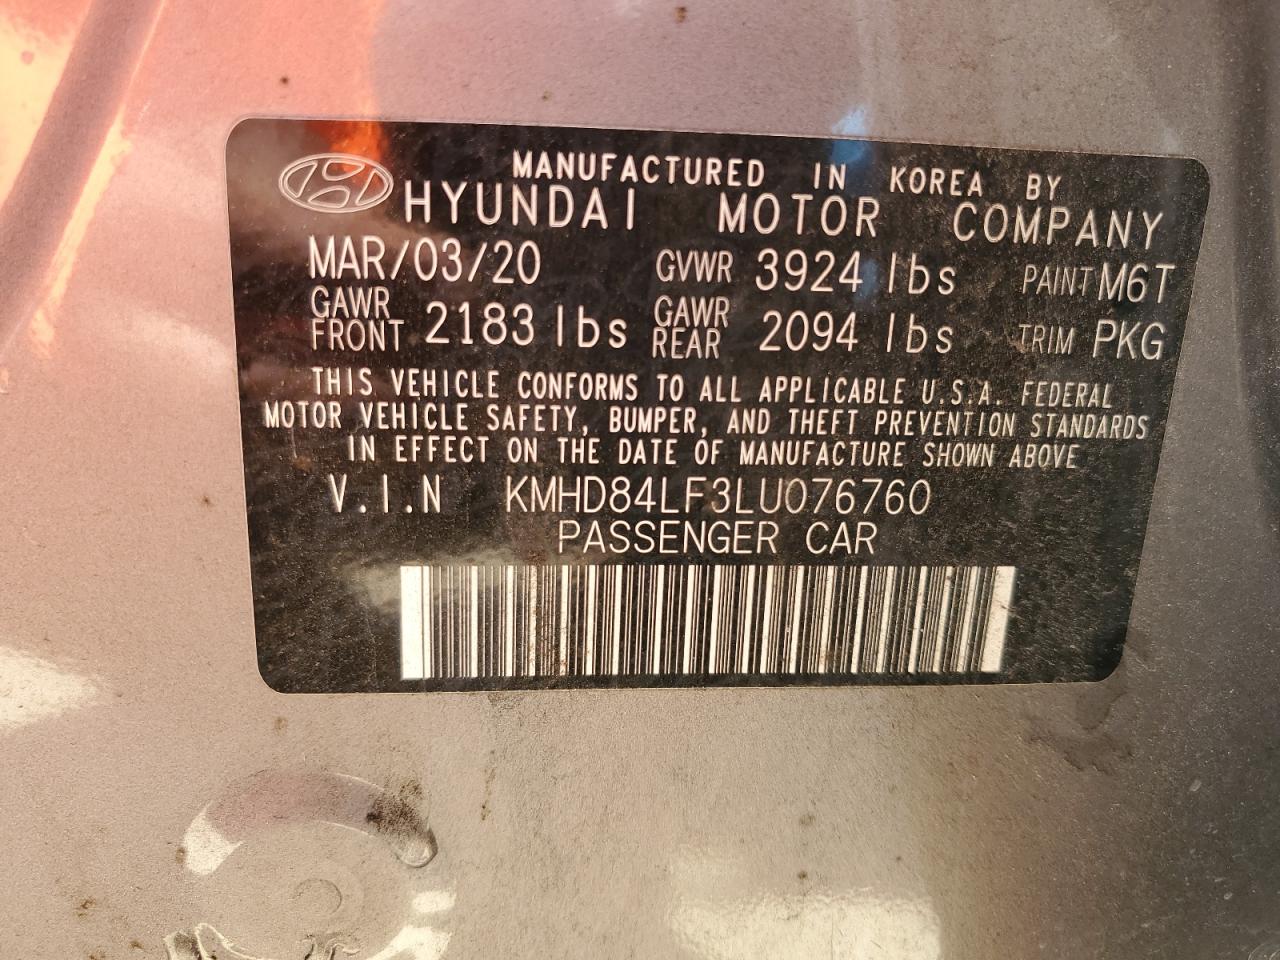 MANUFACTURED IN KOREA BY
HYUNDAI MOTOR COMPANY
MAR/03/20 GVWR 3924 lbs PAINT M6T
GAWR FRONT 2183 lbs GAWR REAR 2094 lbs TRIM PKG
THIS VEHICLE CONFORMS TO ALL APPLICABLE U.S.A. FEDERAL
MOTOR VEHICLE SAFETY, BUMPER, AND THEFT PREVENTION STANDARDS
IN EFFECT ON THE DATE OF MANUFACTURE SHOWN ABOVE
V.I.N KMHD84LF3LU076760
PASSENGER CAR